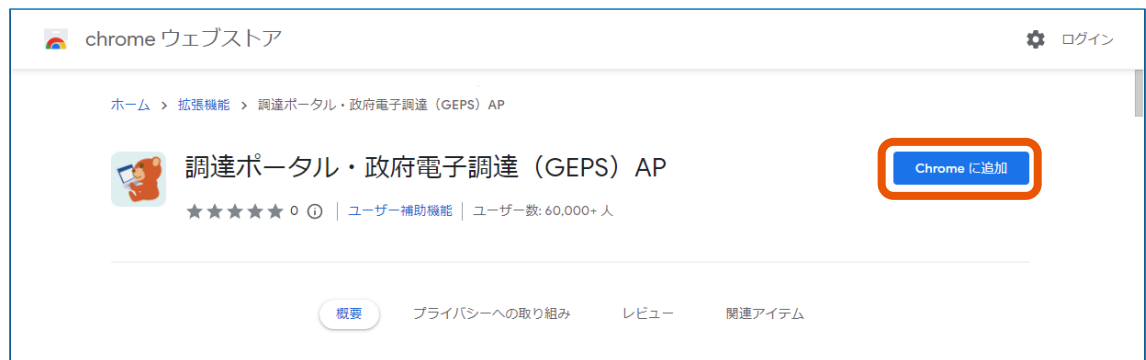 chrome ウェブストア
ログイン
ホーム > 拡張機能 > 調達ポータル・政府電子調達（GEPS）AP
調達ポータル・政府電子調達（GEPS）AP
Chrome に追加
★★★★★ 0 ⓘ | ユーザー補助機能 | ユーザー数: 60,000+ 人
概要 プライバシーへの取り組み レビュー 関連アイテム